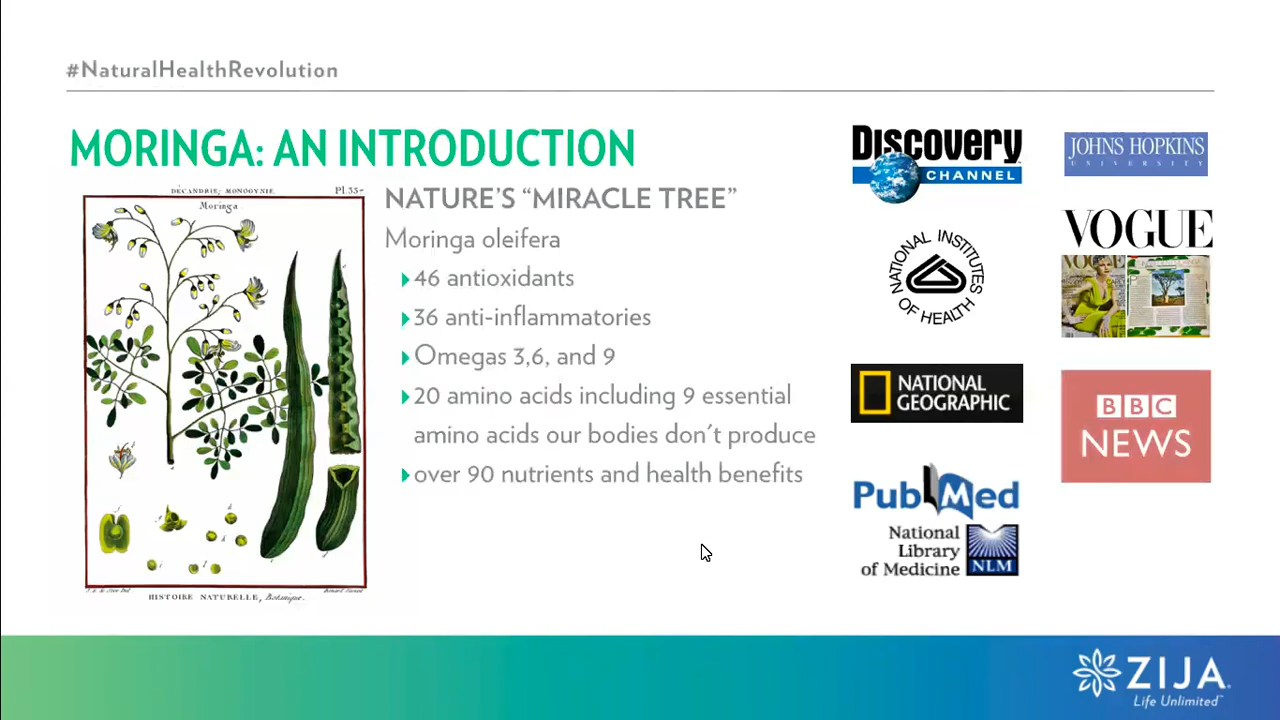 #NaturalHealthRevolution
MORINGA: AN INTRODUCTION
DÉCANDRIE, MONOGYNIE.
Pl. 33
Moringa
HISTOIRE NATURELLE, Botanique.
NATURE'S “MIRACLE TREE”
Moringa oleifera
46 antioxidants
36 anti-inflammatories
Omegas 3,6, and 9
20 amino acids including 9 essential
amino acids our bodies don't produce
over 90 nutrients and health benefits
Discovery
CHANNEL
JOHNS HOPKINS
UNIVERSITY
NATIONAL INSTITUTES
OF HEALTH
VOGUE
VOGUE
NATIONAL
GEOGRAPHIC
BBC
NEWS
PubMed
National
Library
of Medicine
NLM
ZIJA
Life Unlimited™